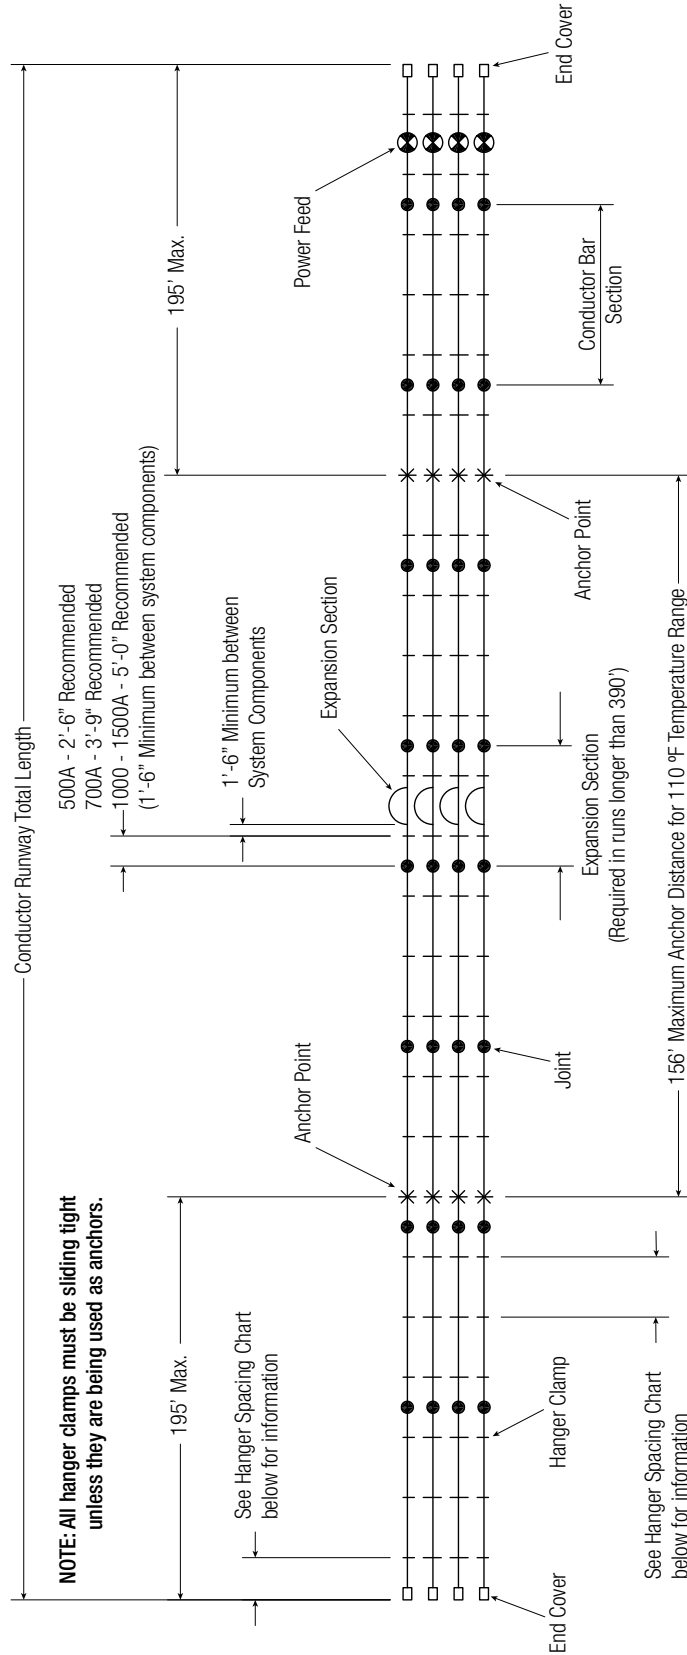 Conductor Runway Total Length
NOTE: All hanger clamps must be sliding tight
unless they are being used as anchors.
195' Max.
500A - 2'-6" Recommended
700A - 3'-9" Recommended
1000 - 1500A - 5'-0" Recommended
(1'-6" Minimum between system components)
195' Max.
See Hanger Spacing Chart
below for information
1'-6" Minimum between
System Components
Anchor Point
Expansion Section
Power Feed
End Cover
Hanger Clamp
Joint
Anchor Point
Conductor Bar
Section
End Cover
Expansion Section
(Required in runs longer than 390')
See Hanger Spacing Chart
below for information
156' Maximum Anchor Distance for 110 ºF Temperature Range